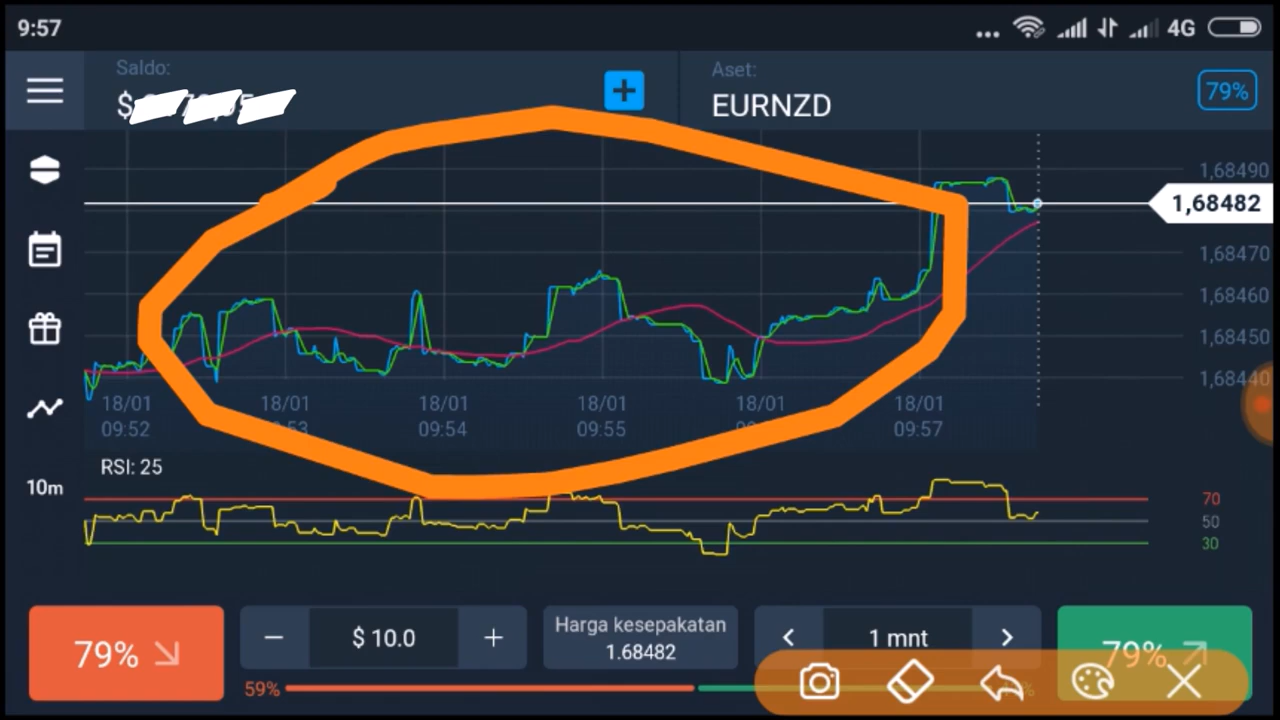 9:57
4G
Saldo:
$
Aset:
EURNZD
79%
1,68490
1,68482
1,68470
1,68460
1,68450
1,68440
18/01 18/01 18/01 18/01 18/01 18/01
09:52 53 09:54 09:55 09:57
RSI: 25
10m
70
50
30
79%
$ 10.0
Harga kesepakatan
1.68482
1 mnt
79%
59%